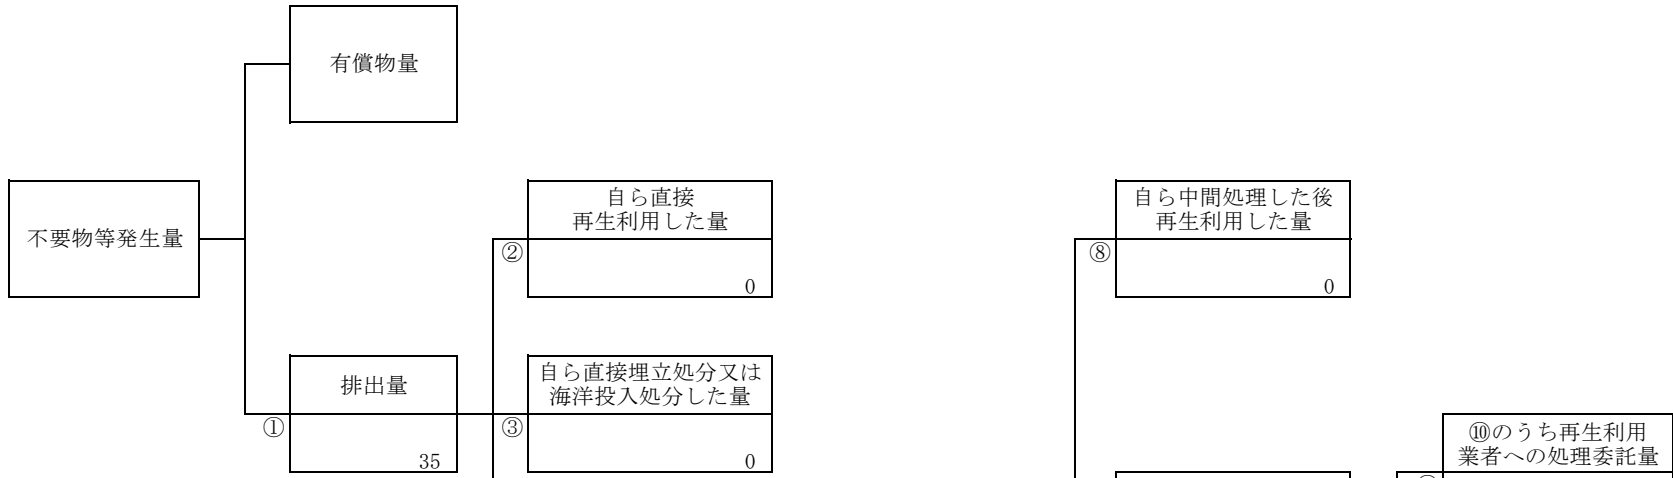 有償物量
不要物等発生量
自ら直接
再生利用した量
②
0
自ら中間処理した後
再生利用した量
⑧
0
排出量
①
35
自ら直接埋立処分又は
海洋投入処分した量
③
0
⑩のうち再生利用
業者への処理委託量